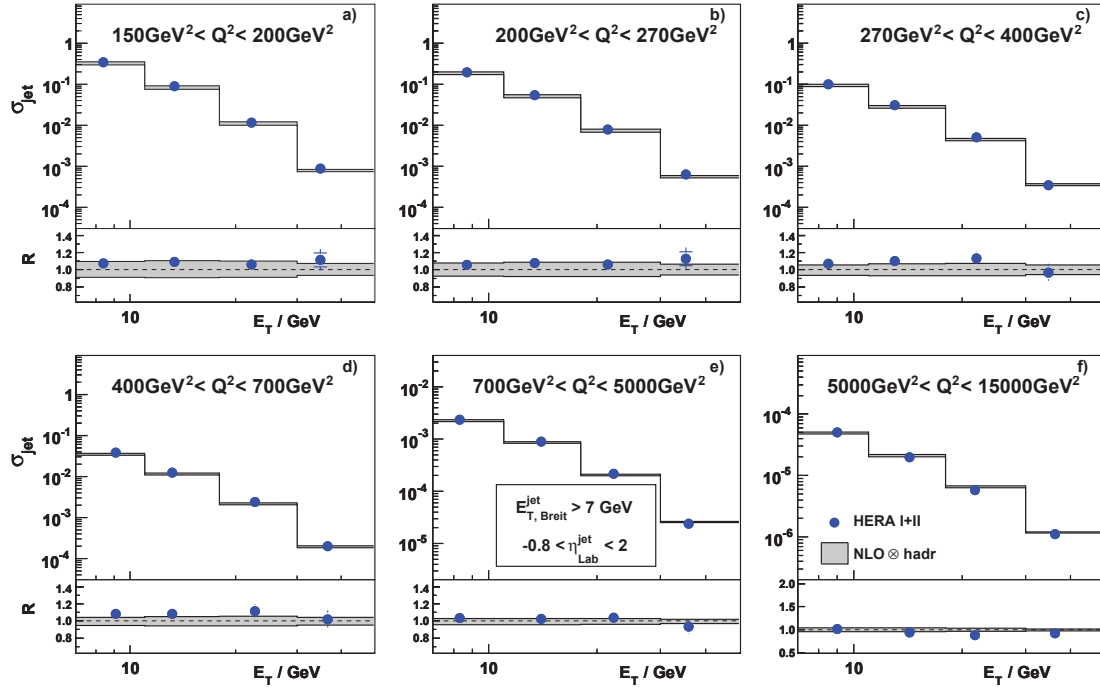 a)
150GeV²< Q²< 200GeV²
σjet
1
10⁻¹
10⁻²
10⁻³
10⁻⁴
R
1.4
1.2
1.0
0.8
10
E_T / GeV
b)
200GeV²< Q²< 270GeV²
1
10⁻¹
10⁻²
10⁻³
10⁻⁴
1.4
1.2
1.0
0.8
10
E_T / GeV
c)
270GeV²< Q²< 400GeV²
1
10⁻¹
10⁻²
10⁻³
10⁻⁴
1.4
1.2
1.0
0.8
10
E_T / GeV
d)
400GeV²< Q²< 700GeV²
σjet
1
10⁻¹
10⁻²
10⁻³
10⁻⁴
R
1.4
1.2
1.0
0.8
10
E_T / GeV
e)
700GeV²< Q²< 5000GeV²
10⁻²
10⁻³
10⁻⁴
10⁻⁵
E^jet_T, Breit > 7 GeV
-0.8 < η^jet_Lab < 2
1.4
1.2
1.0
0.8
10
E_T / GeV
f)
5000GeV²< Q²< 15000GeV²
10⁻⁴
10⁻⁵
10⁻⁶
HERA I+II
NLO ⊗ hadr
2.0
1.5
1.0
0.5
10
E_T / GeV